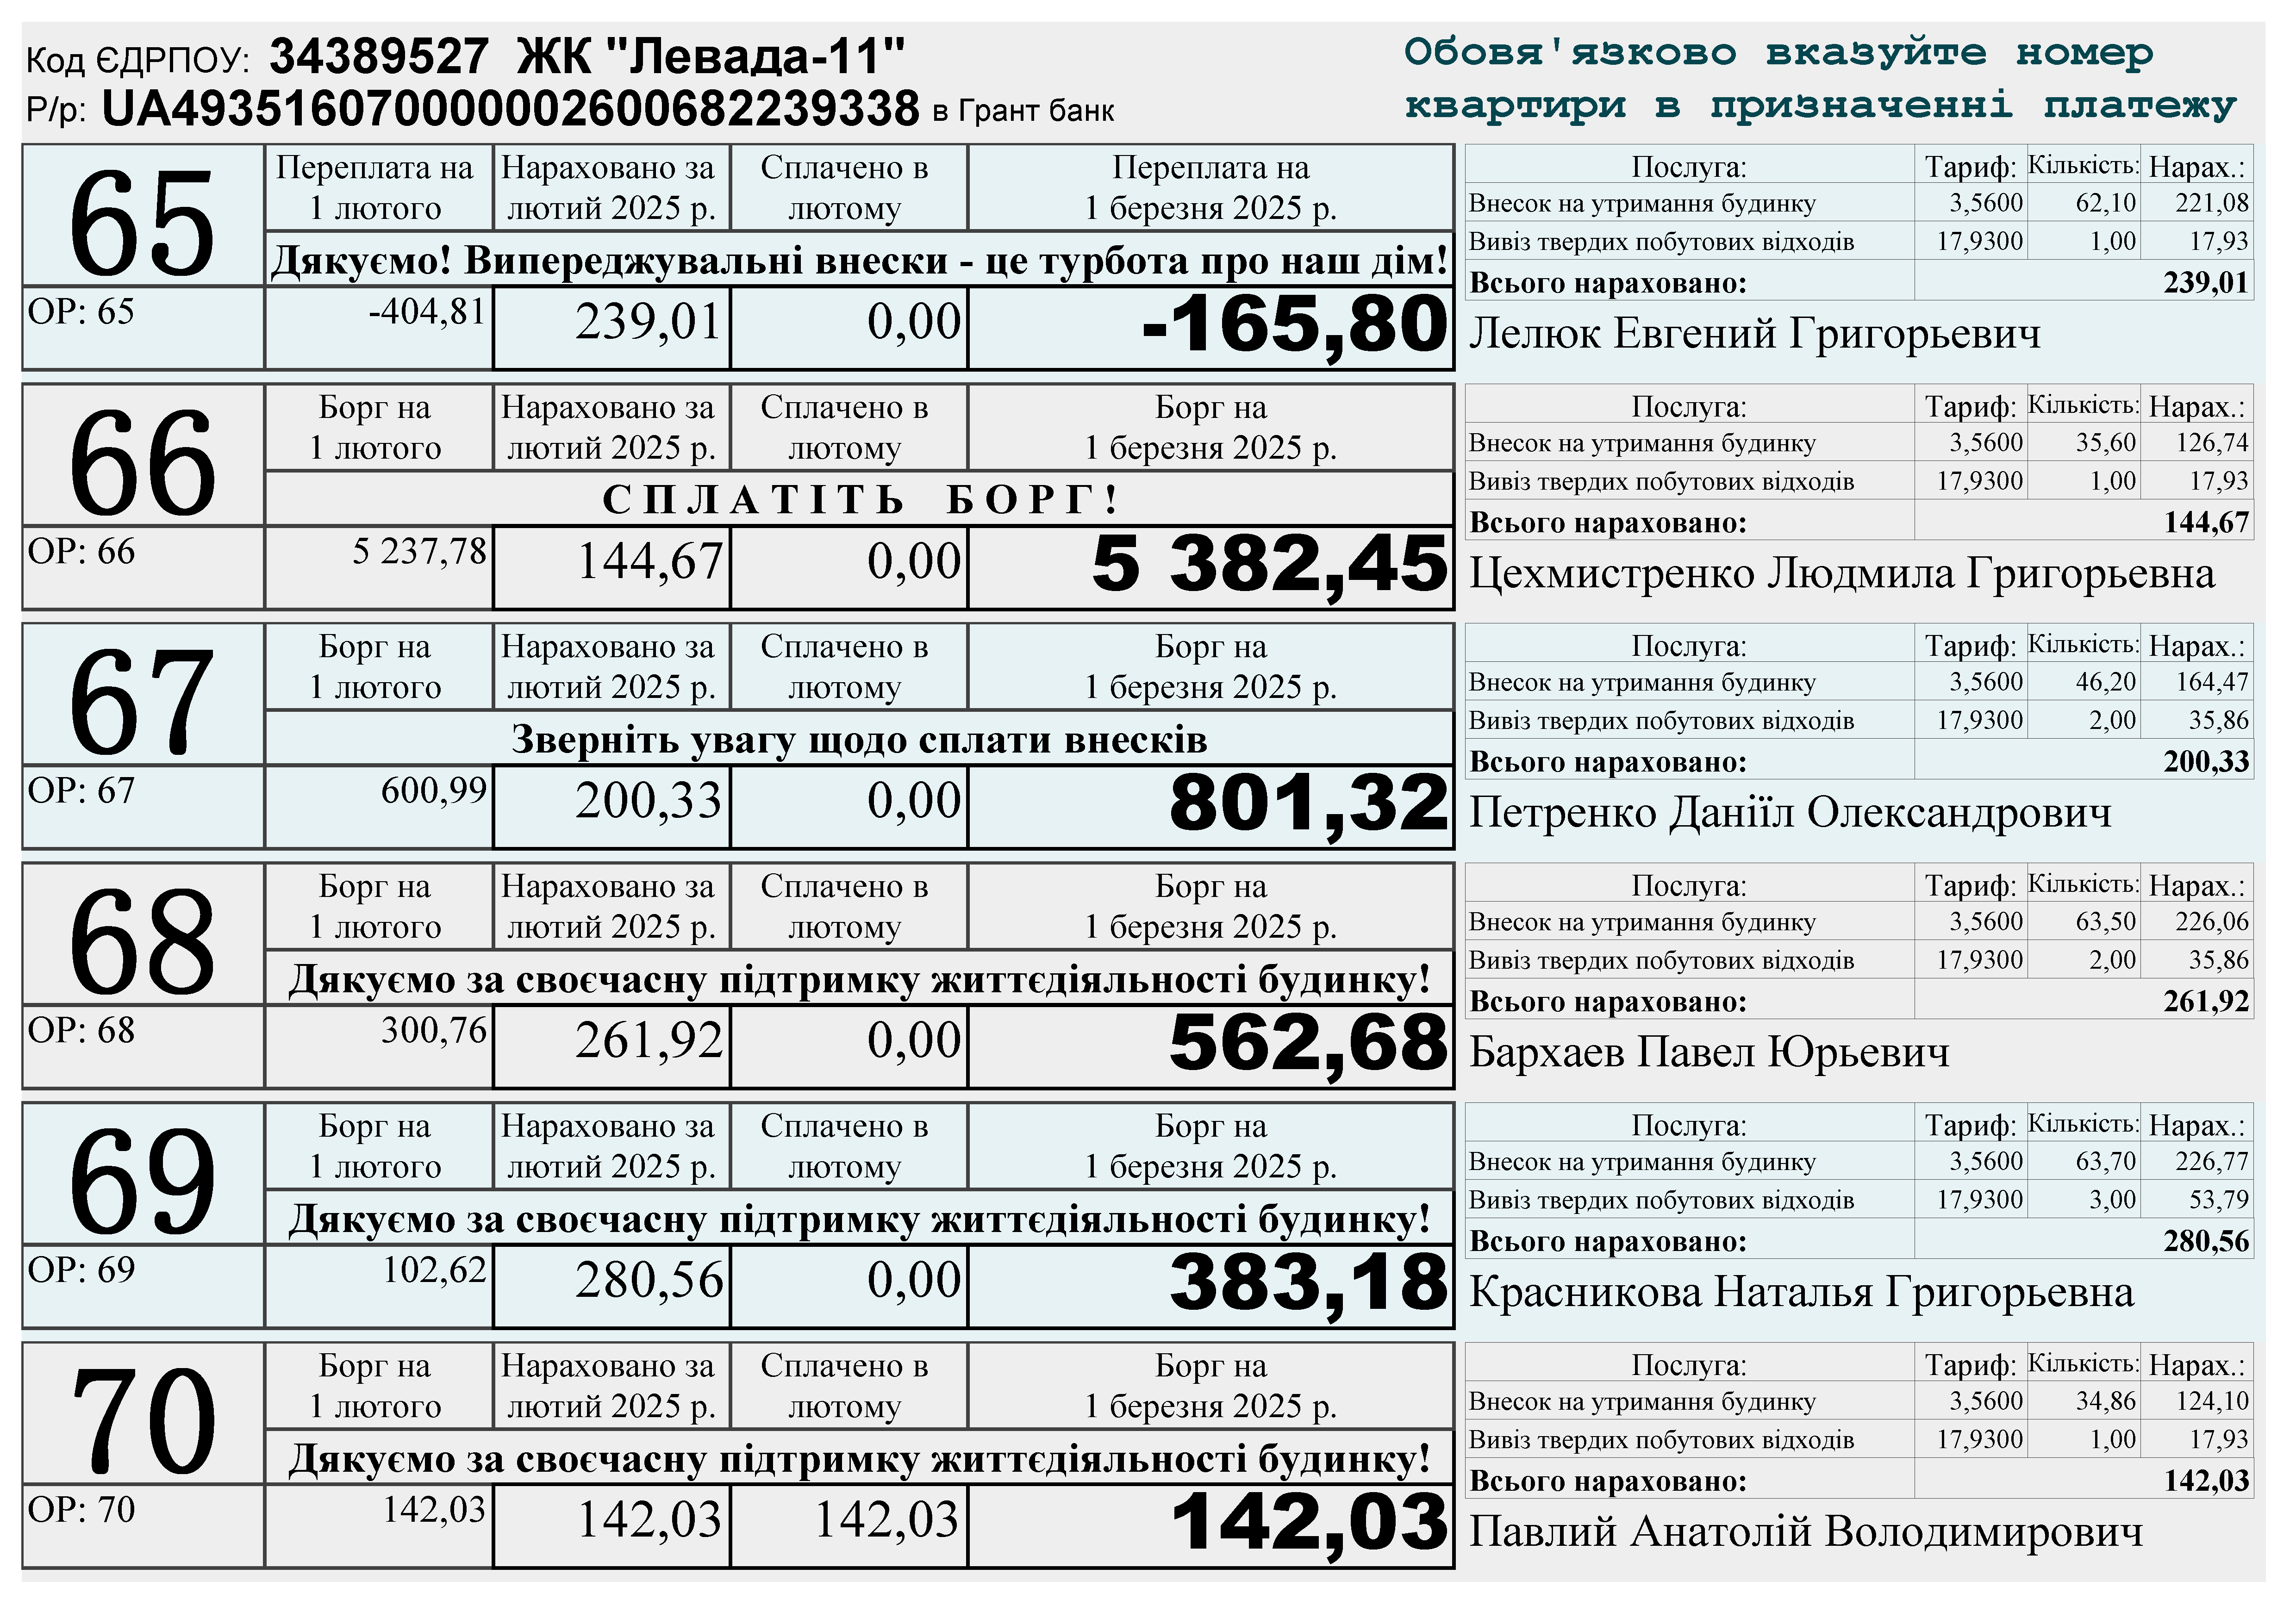 Код ЄДРПОУ: 34389527 ЖК "Левада-11"
Р/р: UA493516070000002600682239338 в Грант банк
Обовя'язково вказуйте номер
квартири в призначенні платежу
65
Переплата на 1 лютого
Нараховано за лютий 2025 р.
Сплачено в лютому
Переплата на 1 березня 2025 р.
Дякуємо! Випереджувальні внески - це турбота про наш дім!
ОР: 65 -404,81 239,01 0,00 -165,80
Послуга: Тариф: Кількість: Нарах.:
Внесок на утримання будинку 3,5600 62,10 221,08
Вивіз твердих побутових відходів 17,9300 1,00 17,93
Всього нараховано: 239,01
Лелюк Евгений Григорьевич
66
Борг на 1 лютого
Нараховано за лютий 2025 р.
Сплачено в лютому
Борг на 1 березня 2025 р.
СПЛАТІТЬ БОРГ!
ОР: 66 5 237,78 144,67 0,00 5 382,45
Послуга: Тариф: Кількість: Нарах.:
Внесок на утримання будинку 3,5600 35,60 126,74
Вивіз твердих побутових відходів 17,9300 1,00 17,93
Всього нараховано: 144,67
Цехмистренко Людмила Григорьевна
67
Борг на 1 лютого
Нараховано за лютий 2025 р.
Сплачено в лютому
Борг на 1 березня 2025 р.
Зверніть увагу щодо сплати внесків
ОР: 67 600,99 200,33 0,00 801,32
Послуга: Тариф: Кількість: Нарах.:
Внесок на утримання будинку 3,5600 46,20 164,47
Вивіз твердих побутових відходів 17,9300 2,00 35,86
Всього нараховано: 200,33
Петренко Данііїл Олександрович
68
Борг на 1 лютого
Нараховано за лютий 2025 р.
Сплачено в лютому
Борг на 1 березня 2025 р.
Дякуємо за своєчасну підтримку життєдіяльності будинку!
ОР: 68 300,76 261,92 0,00 562,68
Послуга: Тариф: Кількість: Нарах.:
Внесок на утримання будинку 3,5600 63,50 226,06
Вивіз твердих побутових відходів 17,9300 2,00 35,86
Всього нараховано: 261,92
Бархаев Павел Юрьевич
69
Борг на 1 лютого
Нараховано за лютий 2025 р.
Сплачено в лютому
Борг на 1 березня 2025 р.
Дякуємо за своєчасну підтримку життєдіяльності будинку!
ОР: 69 102,62 280,56 0,00 383,18
Послуга: Тариф: Кількість: Нарах.:
Внесок на утримання будинку 3,5600 63,70 226,77
Вивіз твердих побутових відходів 17,9300 3,00 53,79
Всього нараховано: 280,56
Красникова Наталья Григорьевна
70
Борг на 1 лютого
Нараховано за лютий 2025 р.
Сплачено в лютому
Борг на 1 березня 2025 р.
Дякуємо за своєчасну підтримку життєдіяльності будинку!
ОР: 70 142,03 142,03 142,03 142,03
Послуга: Тариф: Кількість: Нарах.:
Внесок на утримання будинку 3,5600 34,86 124,10
Вивіз твердих побутових відходів 17,9300 1,00 17,93
Всього нараховано: 142,03
Павлий Анатолій Володимирович